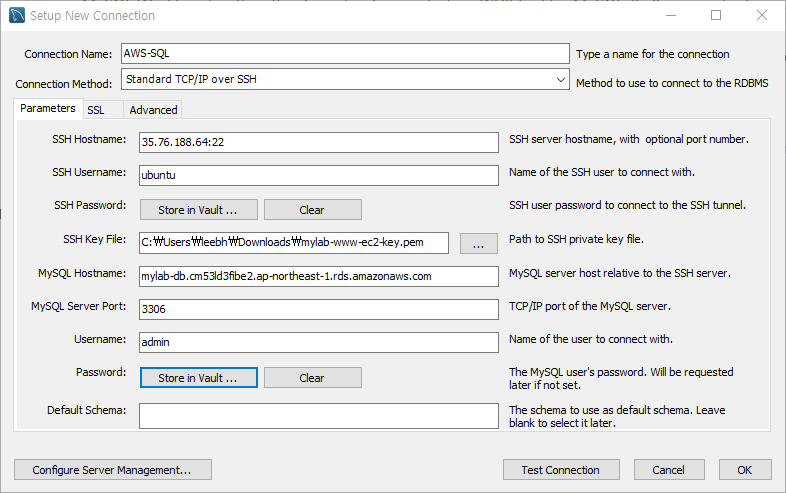 Setup New Connection
Connection Name: AWS-SQL Type a name for the connection
Connection Method: Standard TCP/IP over SSH Method to use to connect to the RDBMS
Parameters SSL Advanced
SSH Hostname: 35.76.188.64:22 SSH server hostname, with optional port number.
SSH Username: ubuntu Name of the SSH user to connect with.
SSH Password: Store in Vault ... Clear SSH user password to connect to the SSH tunnel.
SSH Key File: C:₩Users₩leebh₩Downloads₩mylab-www-ec2-key.pem ... Path to SSH private key file.
MySQL Hostname: mylab-db.cm53ld3fibe2.ap-northeast-1.rds.amazonaws.com MySQL server host relative to the SSH server.
MySQL Server Port: 3306 TCP/IP port of the MySQL server.
Username: admin Name of the user to connect with.
Password: Store in Vault ... Clear The MySQL user's password. Will be requested
later if not set.
Default Schema: The schema to use as default schema. Leave
blank to select it later.
Configure Server Management... Test Connection Cancel OK